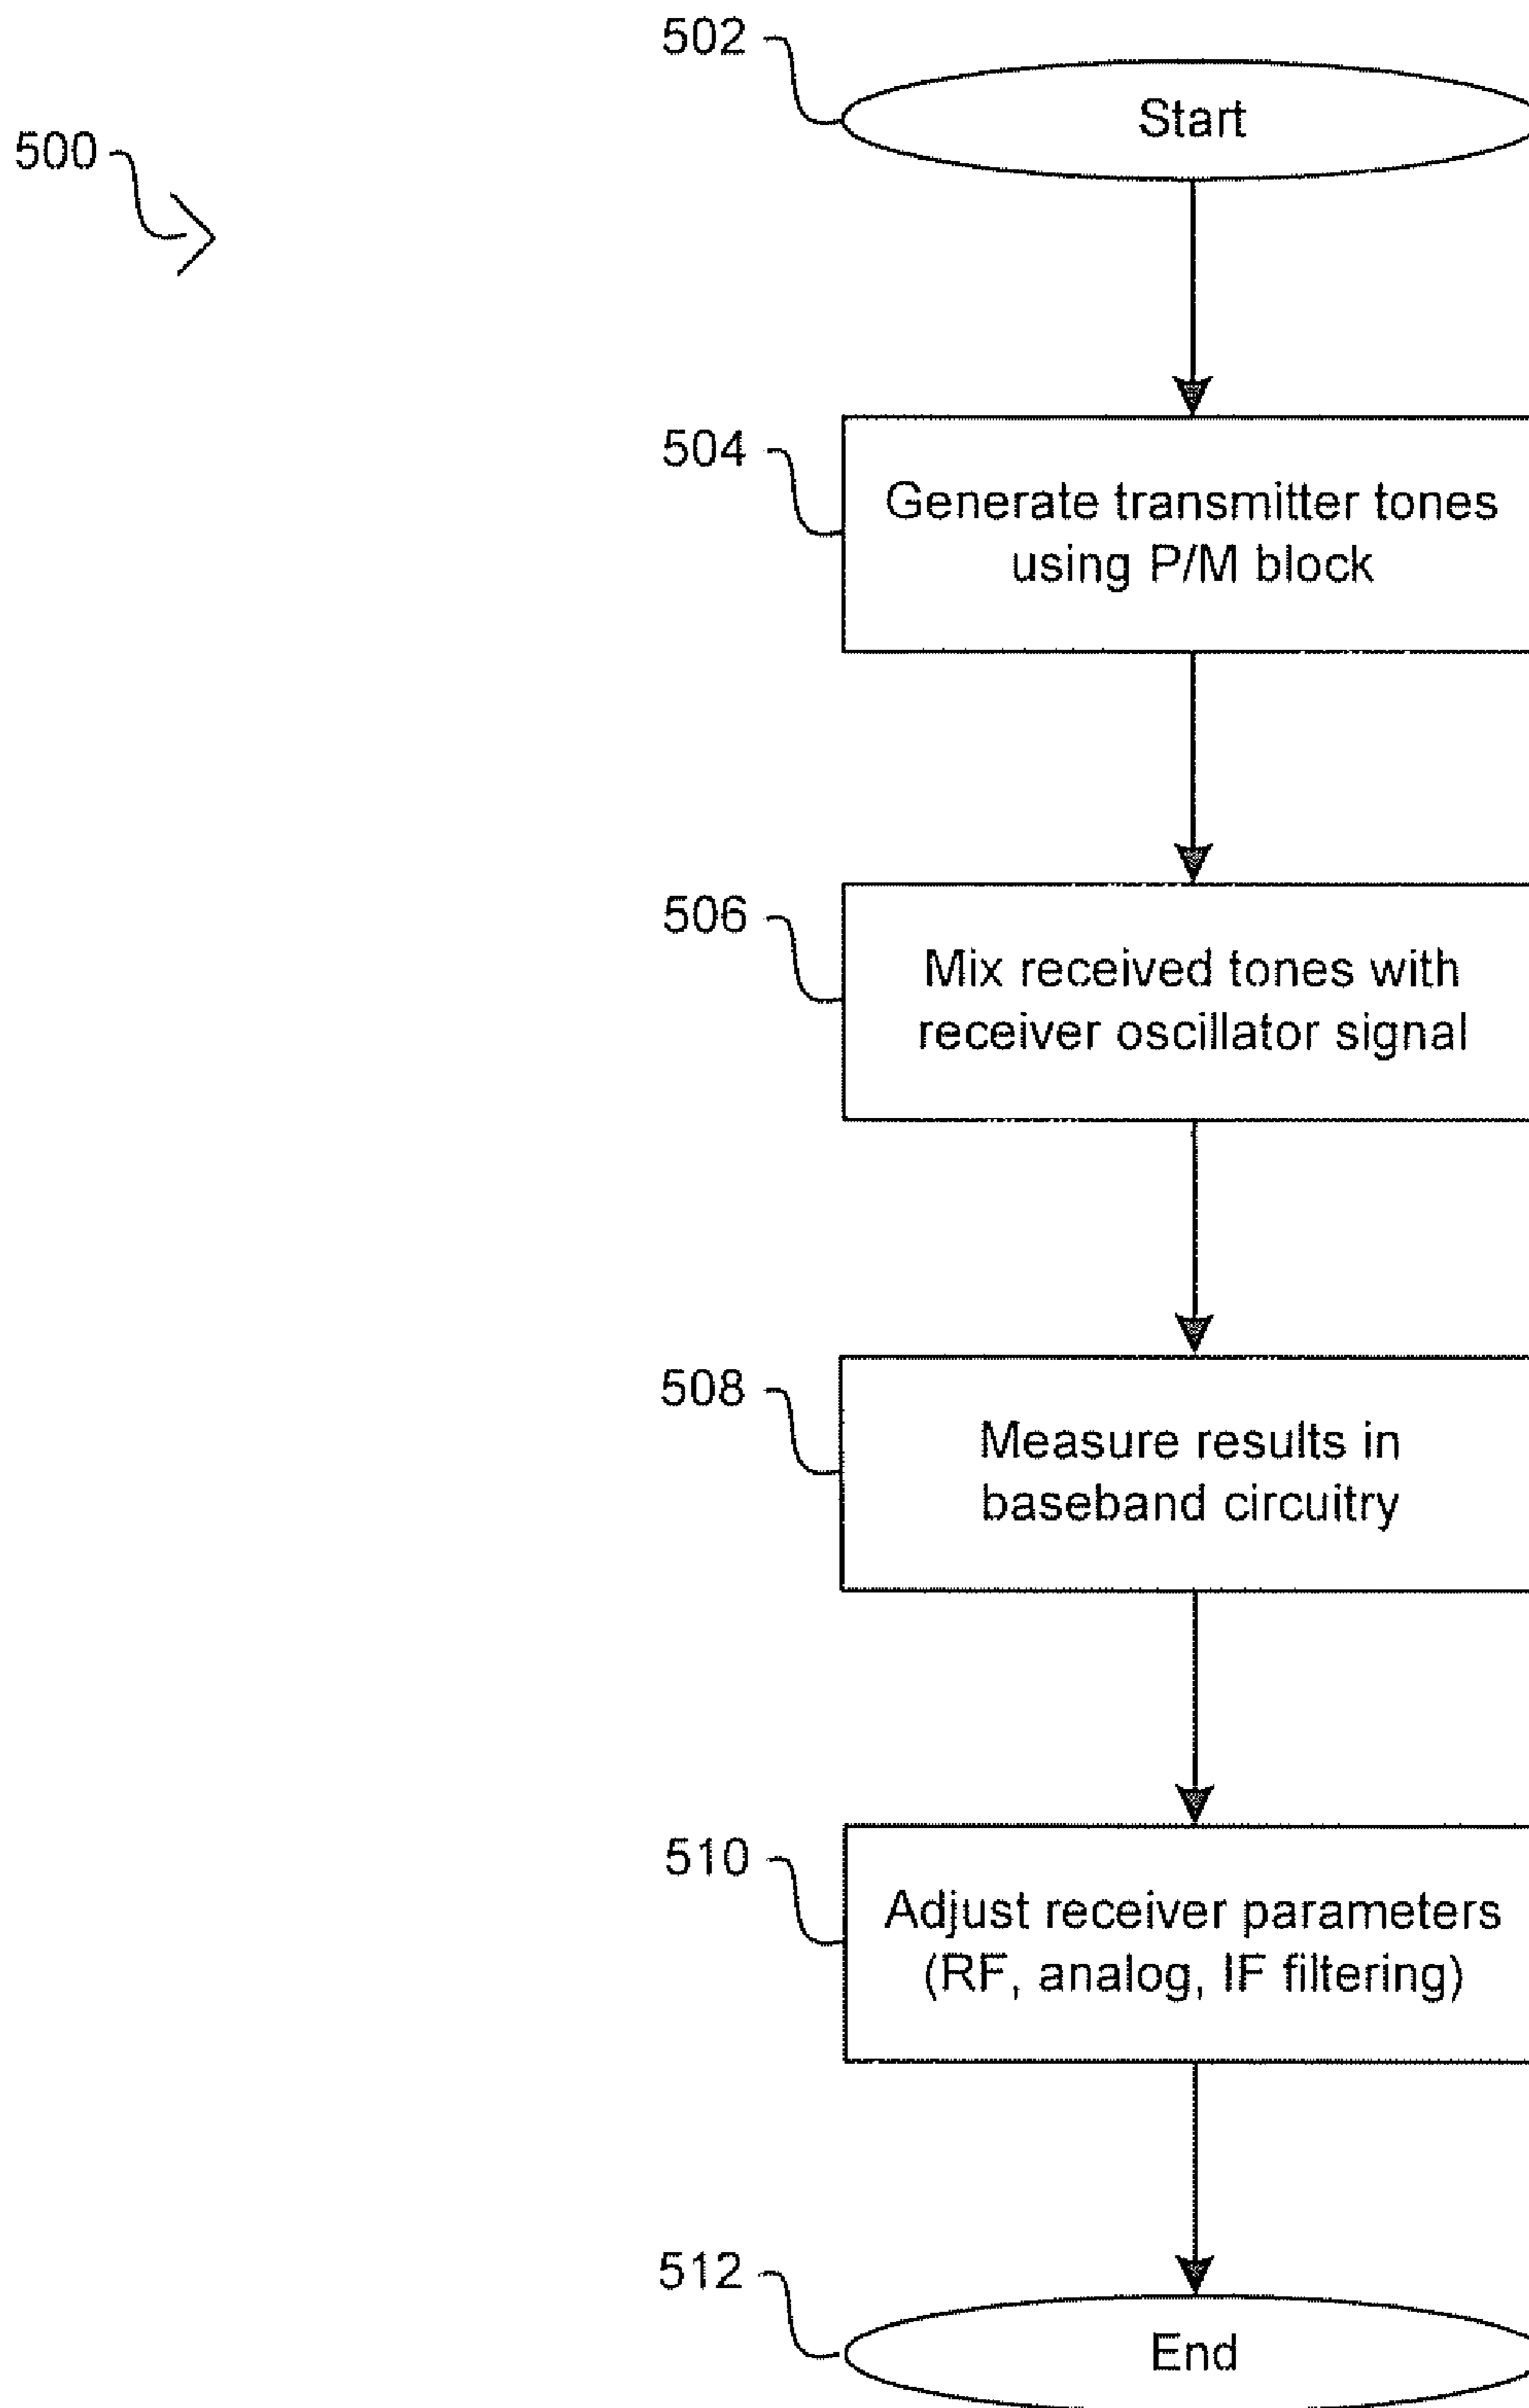 502
Start
500
504
Generate transmitter tones
using P/M block
506
Mix received tones with
receiver oscillator signal
508
Measure results in
baseband circuitry
510
Adjust receiver parameters
(RF, analog, IF filtering)
512
End